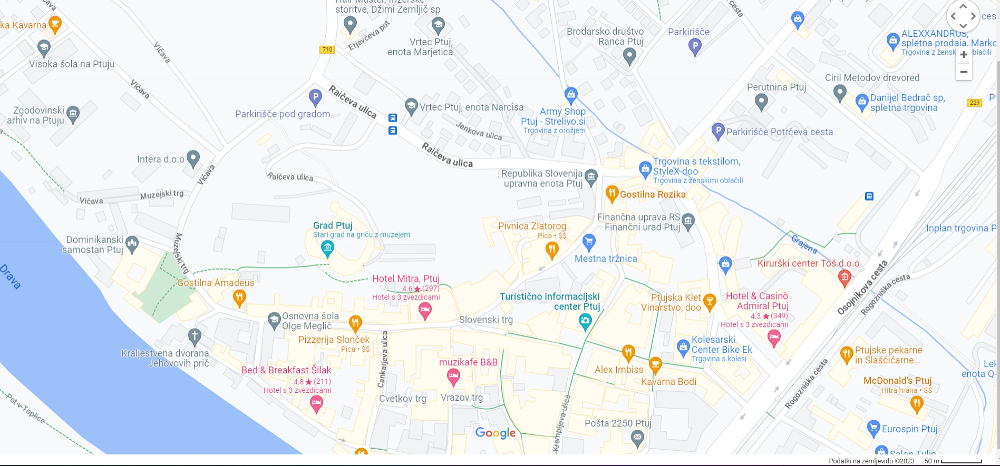 storitve, Džimi Zemljič sp
Erjavčeva pot
Vrtec Ptuj,
enota Marjetica
Brodarsko društvo
Ranca Ptuj
Parkirišče
P
cesta
ces
ALEXXANDRUS,
spletna prodaja. Marko
Trgovina z žensk
blačili
ka Kavarna
Visoka šola na Ptuju
Vičava
Vičava
710
Raičeva ulica
P
Parkirišče pod gradom
Vrtec Ptuj, enota Narcisa
Jenkova ulica
Army Shop
Ptuj - Strelivo.si
Trgovina z orožjem
Perutnina Ptuj
Ciril Metodov drevored
Danijel Bedrač sp,
spletna trgovina
229
Pt
P Parkirišče Potrčeva cesta
Zgodovinski
arhiv na Ptuju
Intera d.o.o
Vičava
Raičeva ulica
Raičeva ulica
Republika Slovenija
upravna enota Ptuj
Trgovina s tekstilom,
StyleX doo
Trgovina z ženskimi oblačili
Gostilna Rozika
Muzejski trg
Vičava
Grad Ptuj
Stari grad na griču z muzejem
Pivnica Zlatorog
Pica • $$
Finančna uprava RS
Finančni urad Ptuj
Inplan trgovina P
Dominikanski
samostan Ptuj
Muzejski trg
Mestna tržnica
Grajena
Kirurški center Toš d.o.o
Drava
Gostilna Amadeus
Hotel Mitra, Ptuj
4.6 ★ (297)
Hotel s 3 zvezdicami
Turistično informacijski
center Ptuj
Ptujska Klet
Vinarstvo, doo
Hotel & Casinò
Admiral Ptuj
4.3 ★ (349)
Hotel s 3 zvezdicami
Osojnikova cesta
Rogozniška cesta
Osnovna šola
Olge Meglič
Slovenski trg
Pizzerija Slonček
Pica • $$
Cankarjeva ulica
Kraljestvena dvorana
Jehovovih prič
Kolesarski
Center Bike Ek
Trgovina s kolesi
Ptujske pekarne
in Slaščičarne...
Bed & Breakfast Šilak
4.8 ★ (211)
Hotel s 3 zvezdicami
muzikafe B&B
Alex Imbiss
Kavarna Bodi
Rogozniška cesta
McDonald's Ptuj
Hitra hrana • $$
Lek
enota Q-
Cvetkov trg
Vrazov trg
Pot v Toplice
Krempljeva ulica
Pošta 2250 Ptuj
Eurospin Ptuj
Google
Salon Tulip
Podatki na zemljevidu ©2023
50 m